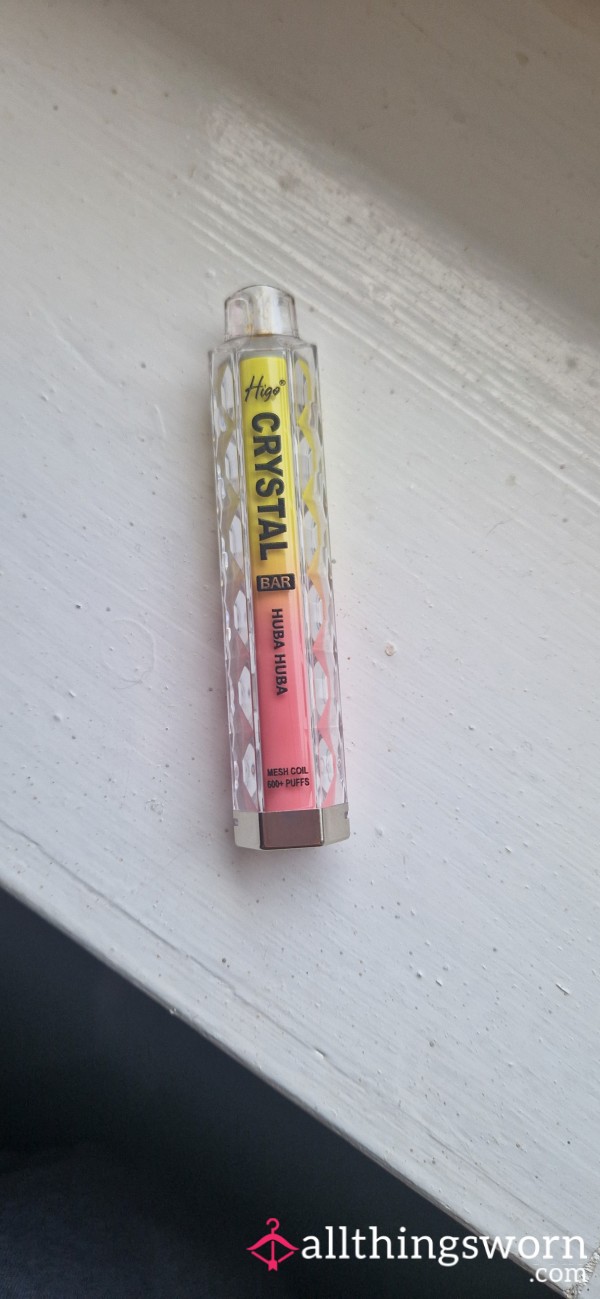 Higo®
CRYSTAL
BAR
HUBA HUBA
MESH COIL
600+ PUFFS
allthingsworn
.com